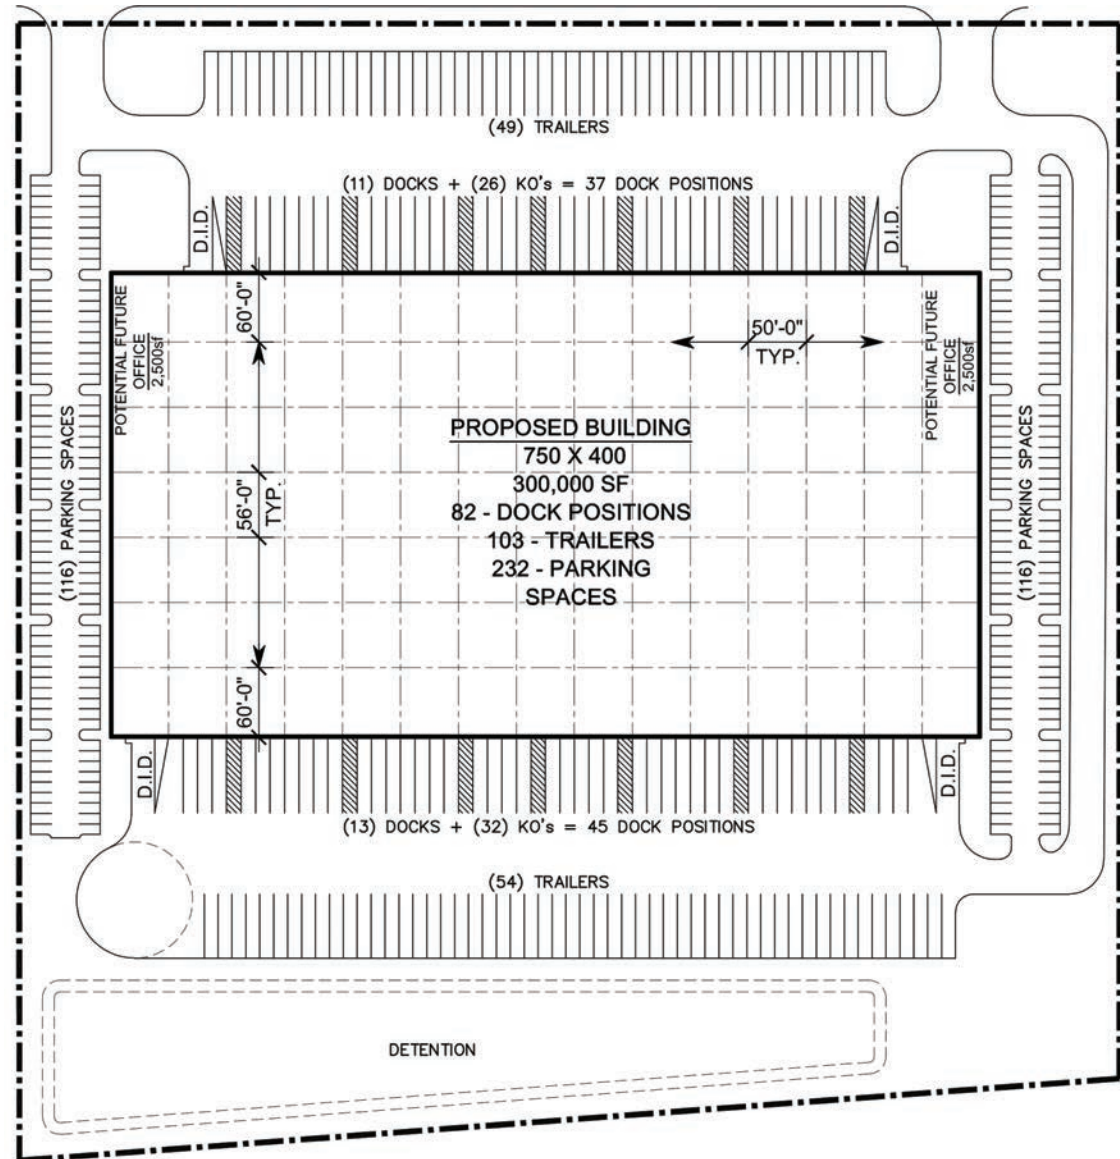 (49) TRAILERS
(11) DOCKS + (26) KO's = 37 DOCK POSITIONS
D.I.D.
D.I.D.
POTENTIAL FUTURE
OFFICE
2,500sf
60'-0"
50'-0"
TYP.
POTENTIAL FUTURE
OFFICE
2,500sf
(116) PARKING SPACES
56'-0"
TYP.
PROPOSED BUILDING
750 X 400
300,000 SF
82 - DOCK POSITIONS
103 - TRAILERS
232 - PARKING
SPACES
(116) PARKING SPACES
60'-0"
D.I.D.
D.I.D.
(13) DOCKS + (32) KO's = 45 DOCK POSITIONS
(54) TRAILERS
DETENTION